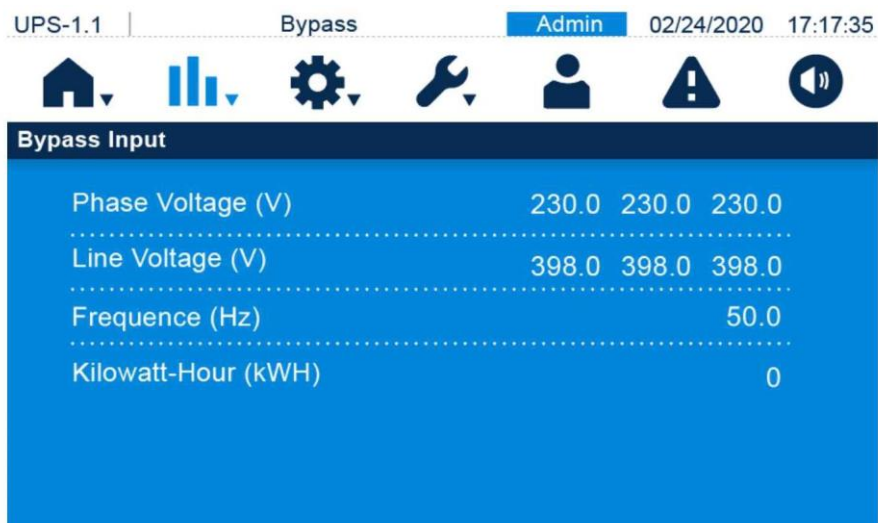 UPS-1.1 Bypass Admin 02/24/2020 17:17:35
Bypass Input
Phase Voltage (V) 230.0 230.0 230.0
Line Voltage (V) 398.0 398.0 398.0
Frequence (Hz) 50.0
Kilowatt-Hour (kWH) 0